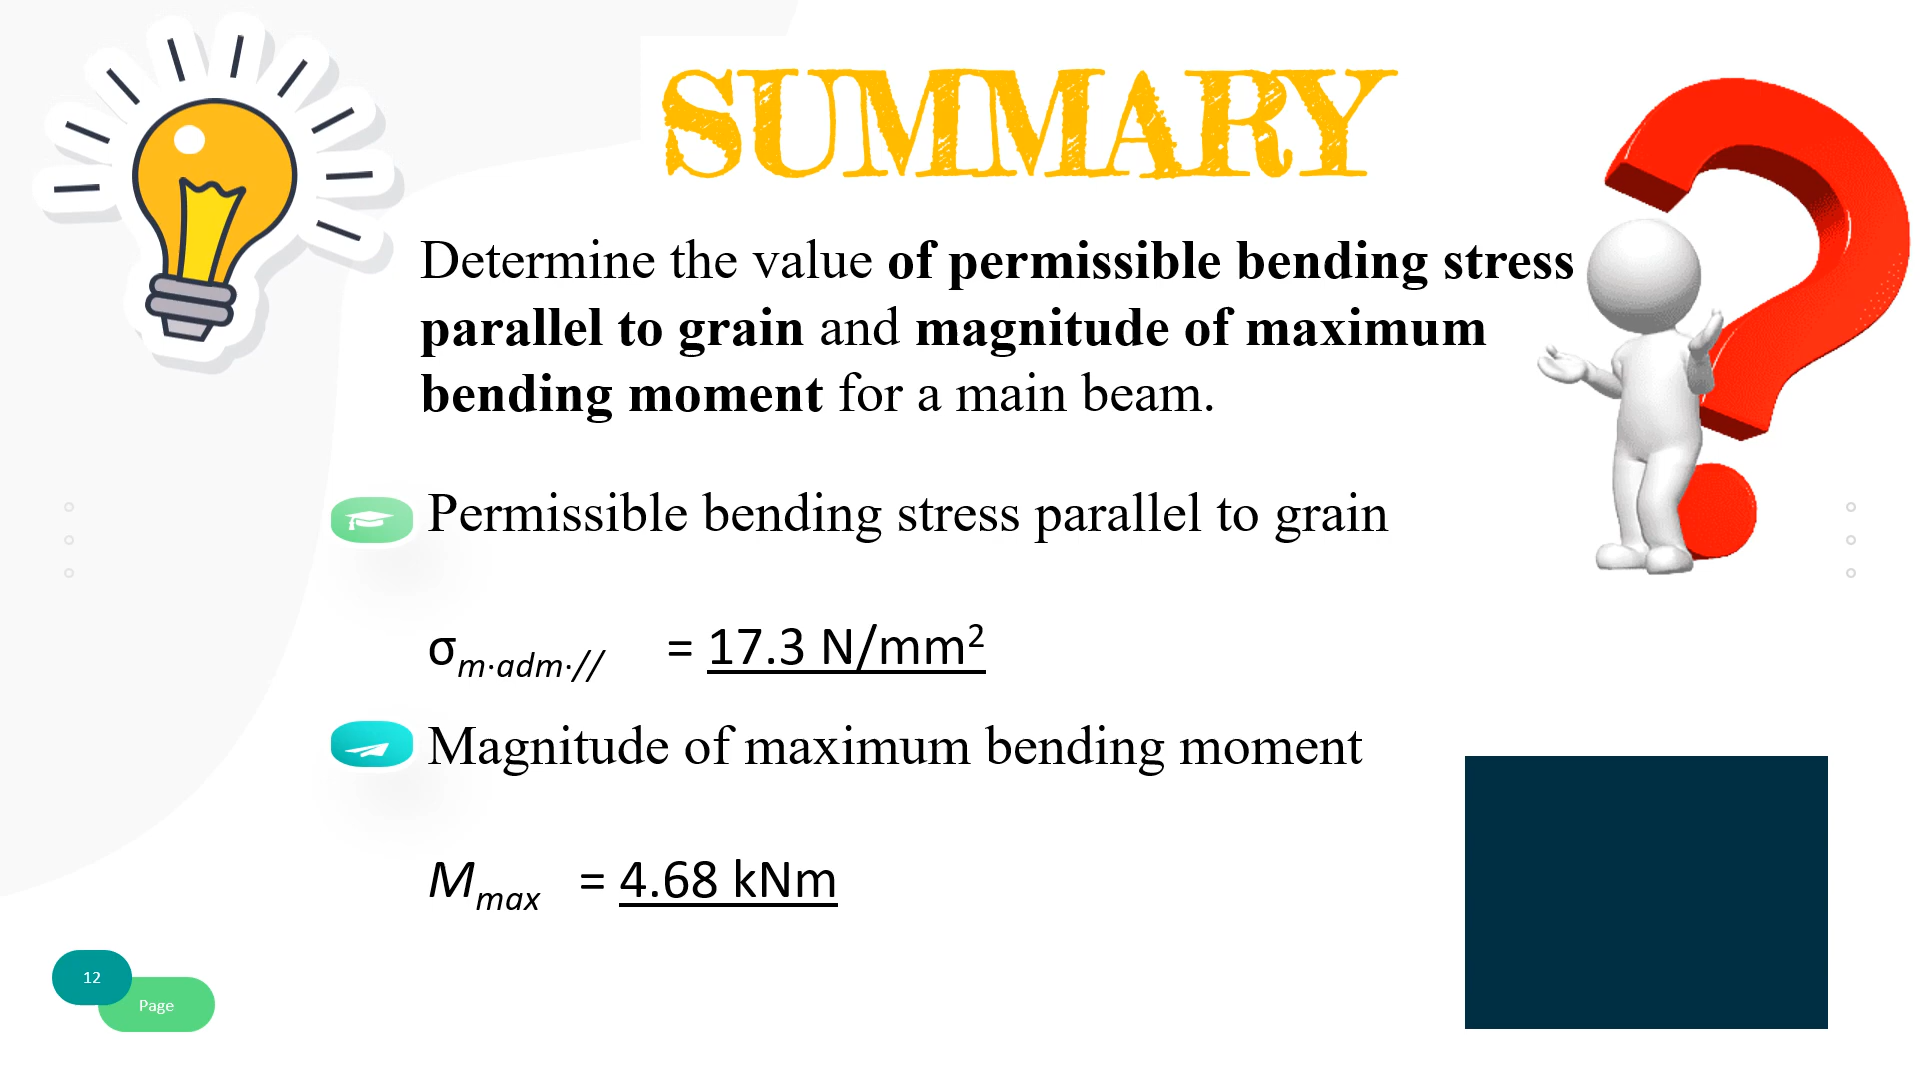 SUMMARY
Determine the value of permissible bending stress
parallel to grain and magnitude of maximum
bending moment for a main beam.
Permissible bending stress parallel to grain
σm·adm·// = 17.3 N/mm²
Magnitude of maximum bending moment
Mmax = 4.68 kNm
12
Page